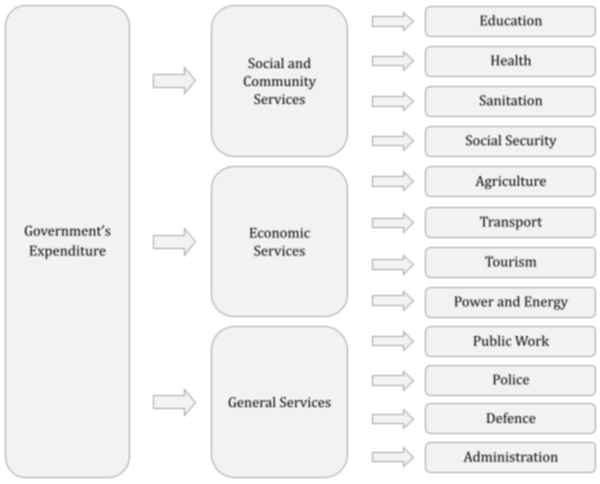 Government's
Expenditure
Social and
Community
Services
Economic
Services
General Services
Education
Health
Sanitation
Social Security
Agriculture
Transport
Tourism
Power and Energy
Public Work
Police
Defence
Administration